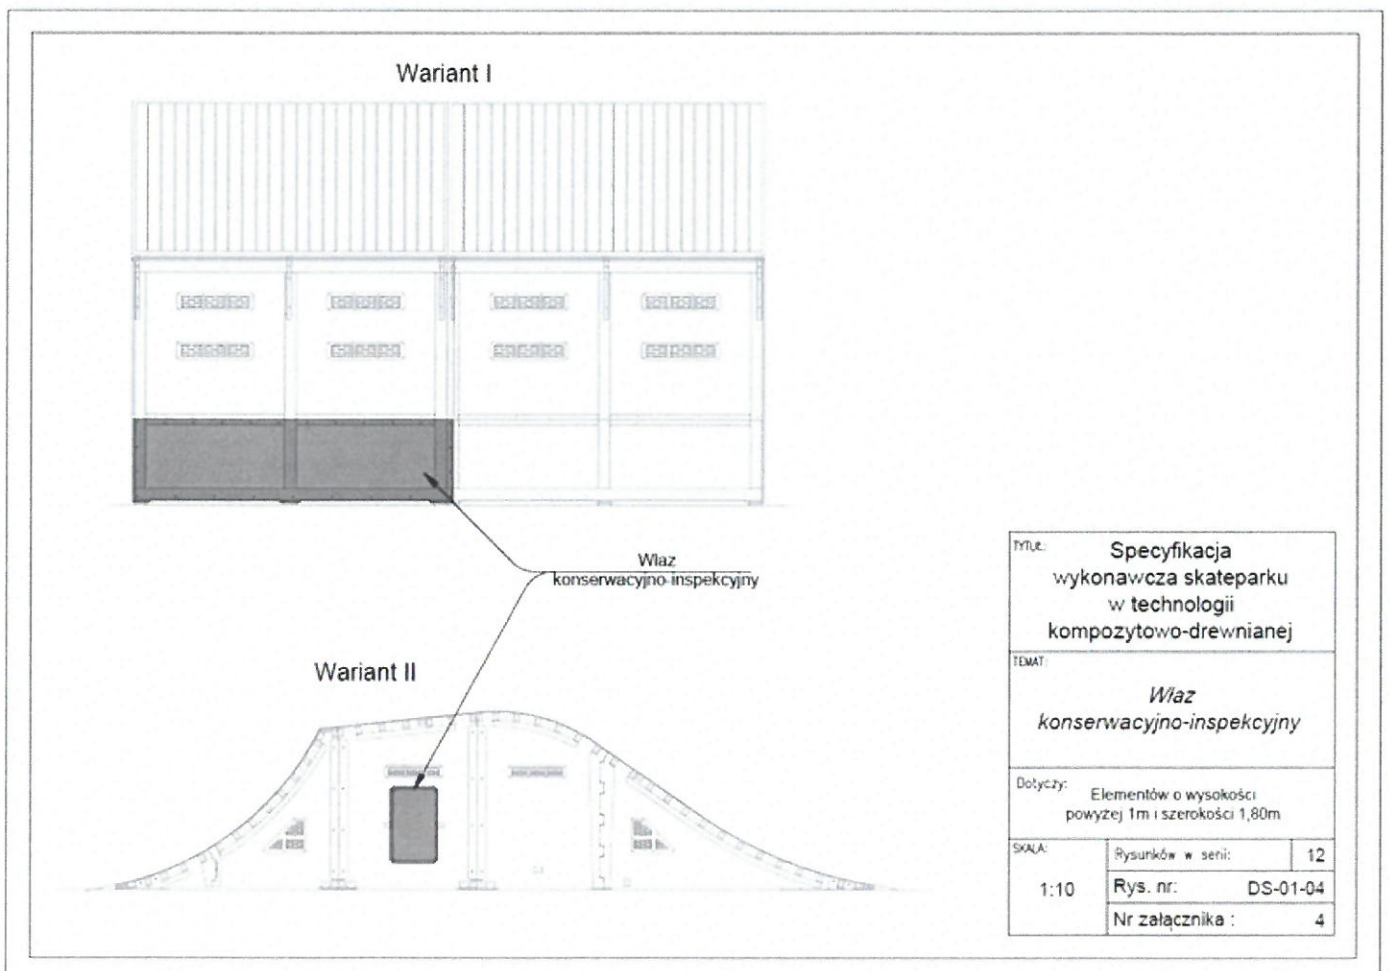 Wariant I
Właz
konserwacyjno-inspekcyjny
Wariant II
TYTUŁ:
Specyfikacja
wykonawcza skateparku
w technologii
kompozytowo-drewnianej
TEMAT:
Właz
konserwacyjno-inspekcyjny
Dotyczy:
Elementów o wysokości
powyżej 1m i szerokości 1,80m
SKALA:
1:10
Rysunków w serii: 12
Rys. nr: DS-01-04
Nr załącznika : 4